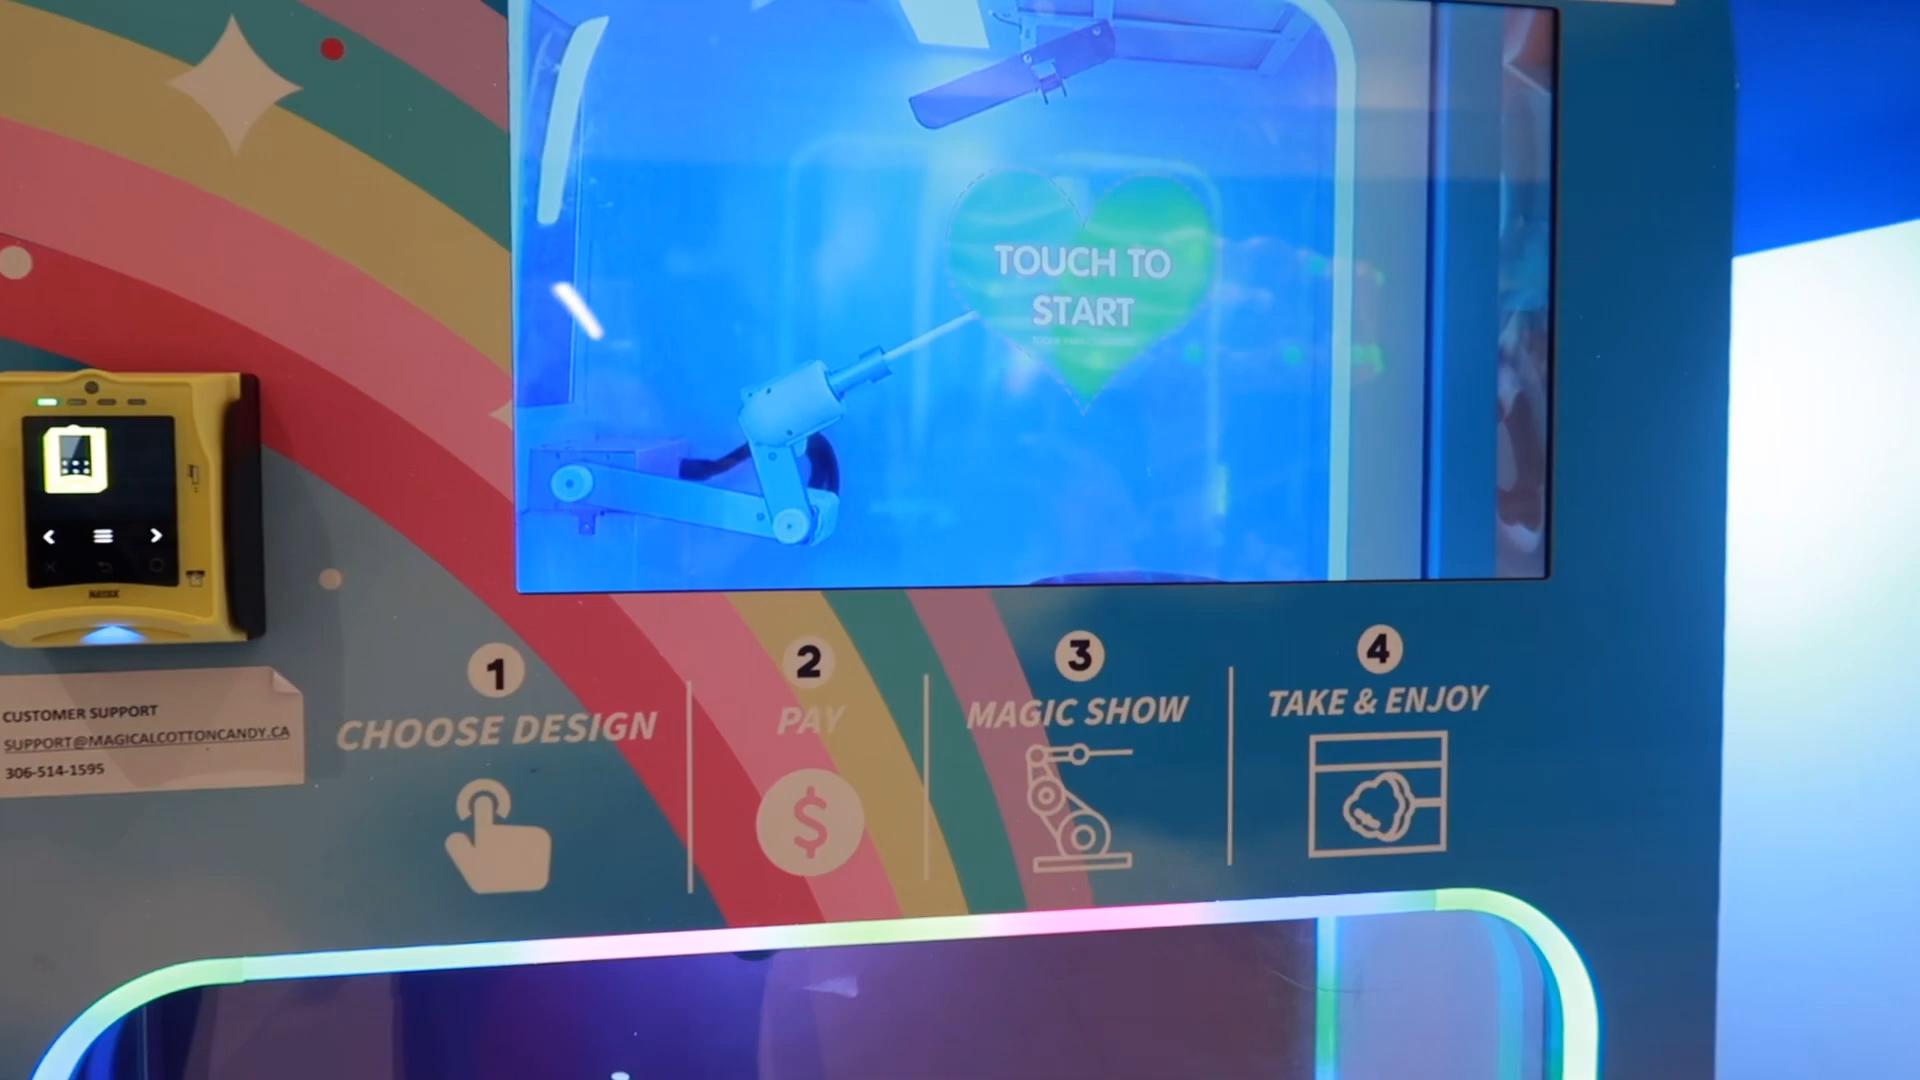 TOUCH TO
START
1
CHOOSE DESIGN
2
PAY
$
3
MAGIC SHOW
4
TAKE & ENJOY
CUSTOMER SUPPORT
SUPPORT@MAGICALCOTTONCANDY.CA
306-514-1595